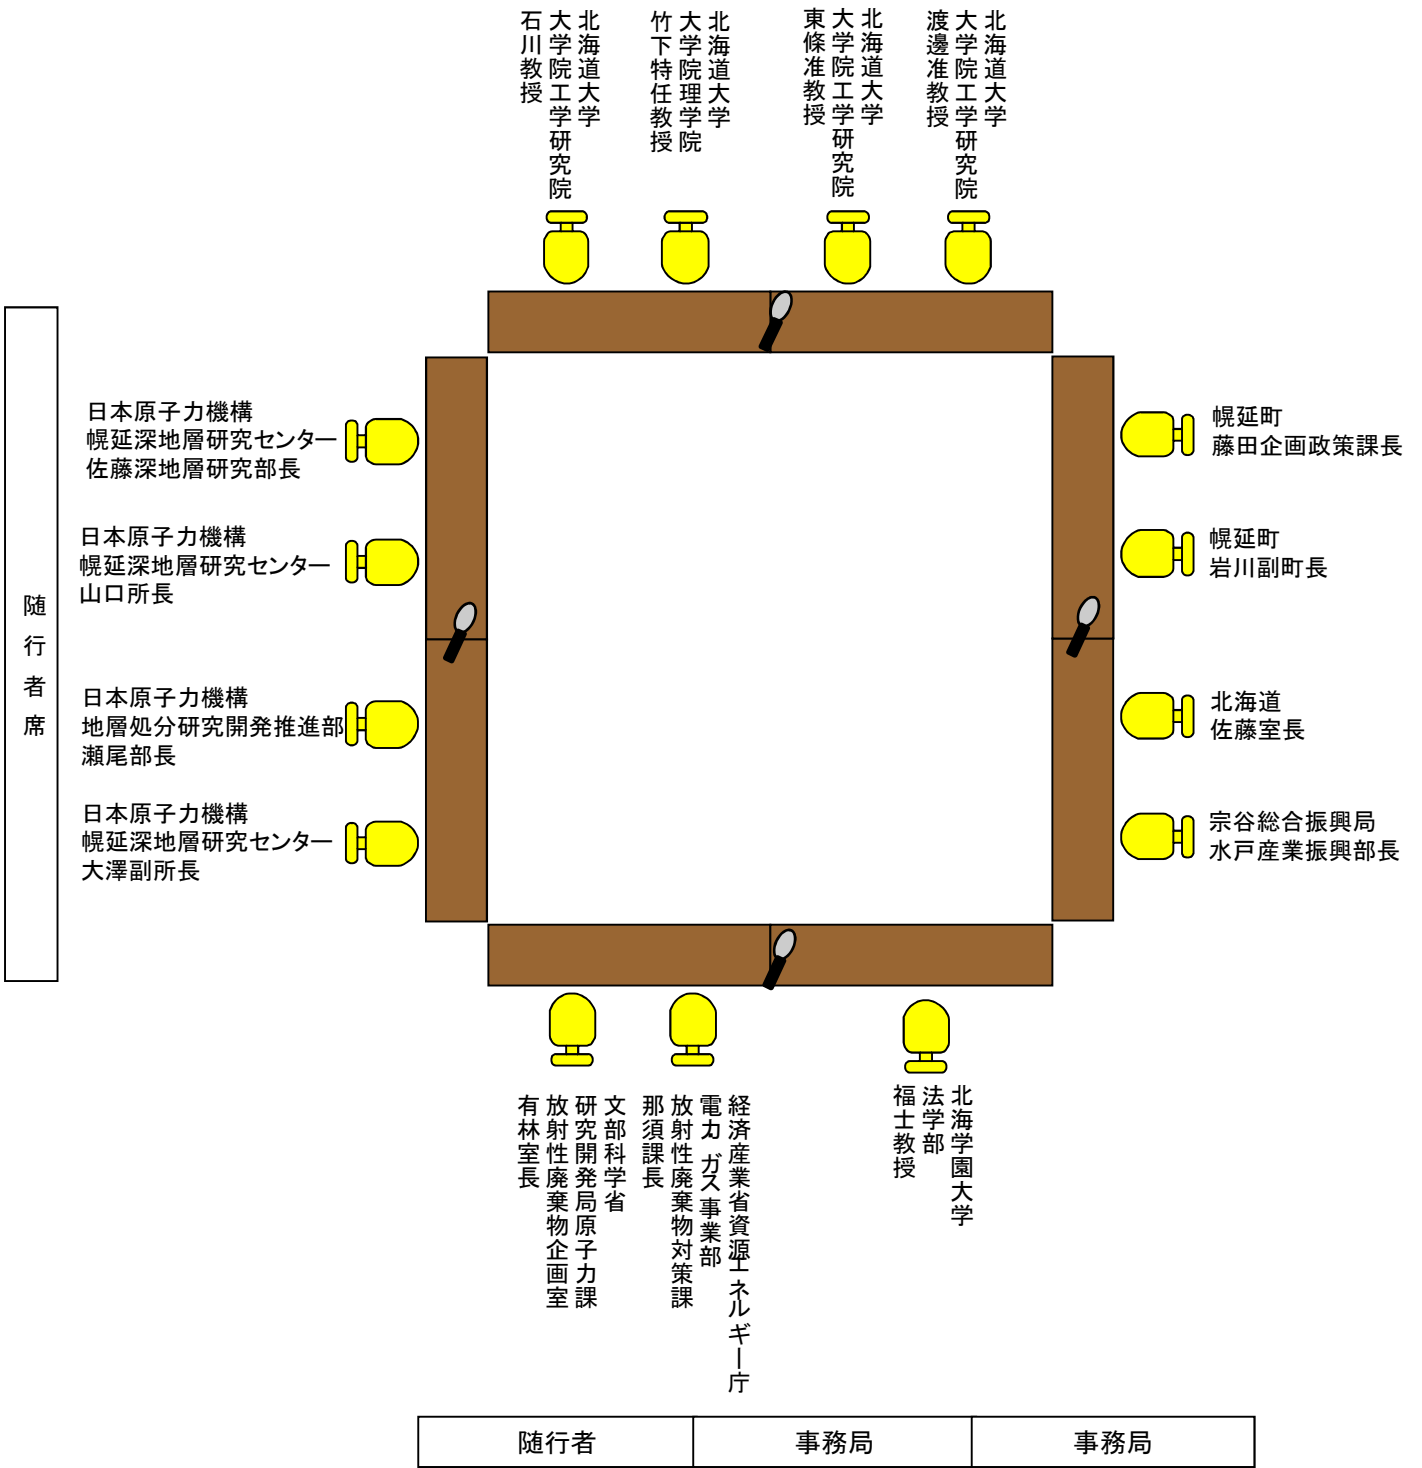 北海道大学
大学院工学研究院
石川教授
北海道大学
大学院理学院
竹下特任教授
北海道大学
大学院工学研究院
東條准教授
北海道大学
大学院工学研究院
渡邊准教授
随行者席
日本原子力機構
幌延深地層研究センター
佐藤深地層研究部長
日本原子力機構
幌延深地層研究センター
山口所長
日本原子力機構
地層処分研究開発推進部
瀬尾部長
日本原子力機構
幌延深地層研究センター
大澤副所長
幌延町
藤田企画政策課長
幌延町
岩川副町長
北海道
佐藤室長
宗谷総合振興局
水戸産業振興部長
文部科学省
研究開発局原子力課
放射性廃棄物企画室
有林室長
経済産業省資源エネルギー庁
電力・ガス事業部
放射性廃棄物対策課
那須課長
北海学園大学
法学部
福士教授
随行者
事務局
事務局